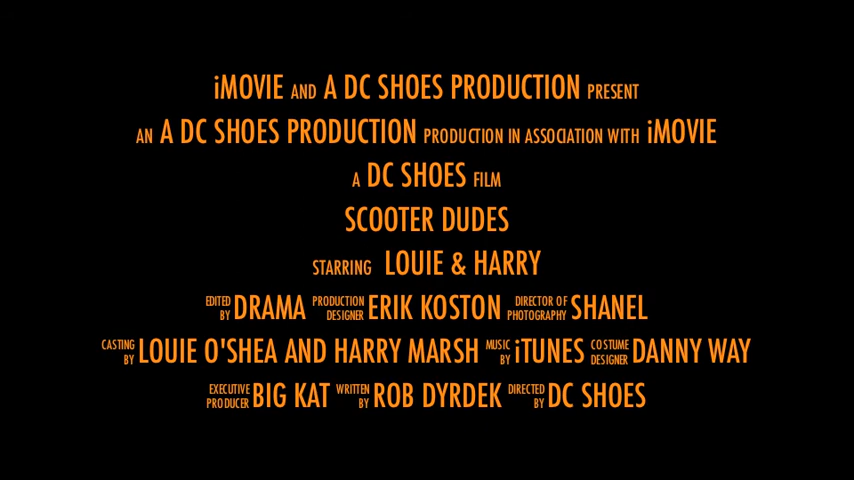 iMOVIE AND A DC SHOES PRODUCTION PRESENT
AN A DC SHOES PRODUCTION PRODUCTION IN ASSOCIATION WITH iMOVIE
A DC SHOES FILM
SCOOTER DUDES
STARRING LOUIE & HARRY
EDITED BY DRAMA PRODUCTION DESIGNER ERIK KOSTON DIRECTOR OF PHOTOGRAPHY SHANEL
CASTING BY LOUIE O'SHEA AND HARRY MARSH MUSIC BY iTUNES COSTUME DESIGNER DANNY WAY
EXECUTIVE PRODUCER BIG KAT WRITTEN BY ROB DYRDEK DIRECTED BY DC SHOES